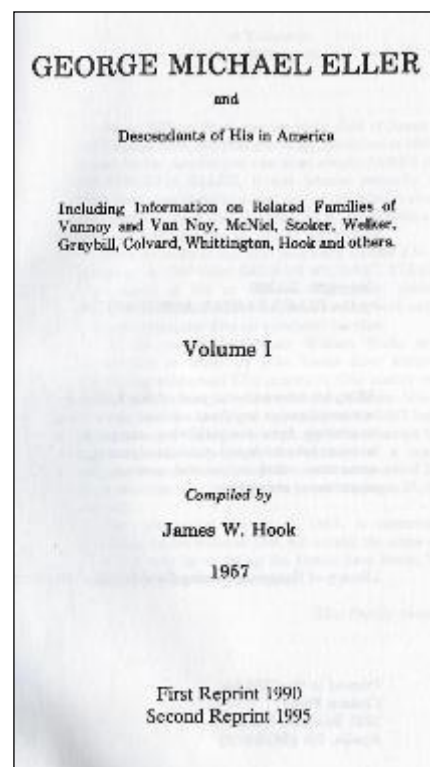 GEORGE MICHAEL ELLER
and
Descendants of His in America
Including Information on Related Families of
Vannoy and Van Noy, McNiel, Stoker, Welker,
Graybill, Colvard, Whittington, Hook and others.
Volume I
Compiled by
James W. Hook
1957
First Reprint 1990
Second Reprint 1995